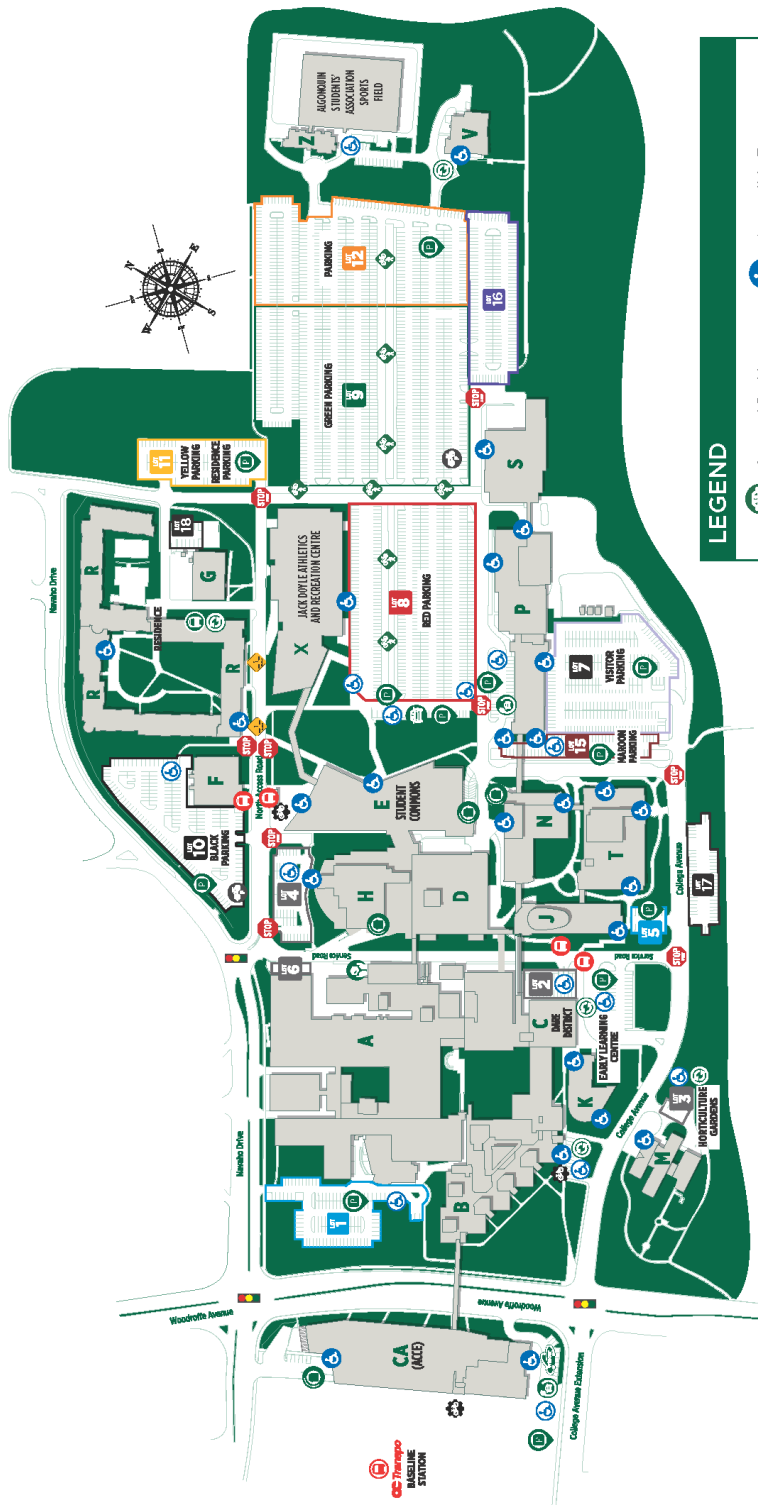 ALGONQUIN
STUDENTS'
ASSOCIATION
SPORTS
FIELD
Z
V
N
E
S
W
PARKING
LOT
12
LOT
16
GREEN PARKING
LOT
9
STOP
LOT
11
YELLOW
PARKING
RESIDENCE
PARKING
STOP
S
LOT
18
G
R
R
R
RESIDENCE
Navaho Drive
JACK DOYLE ATHLETICS
AND RECREATION CENTRE
X
LOT
8
RED PARKING
P
LOT
7
VISITOR
PARKING
LOT
15
MAROON
PARKING
STOP
STOP
STOP
STOP
F
LOT
10
BLACK
PARKING
North Access Road
E
STUDENT
COMMONS
N
T
STOP
STOP
LOT
4
H
D
J
LOT
5
College Avenue
LOT
17
STOP
Service Road
Service Road
LOT
6
A
LOT
2
C
DARE
DISTRICT
EARLY LEARNING
CENTRE
K
College Avenue
LOT
3
HORTICULTURE
GARDENS
M
Navaho Drive
LOT
1
B
Woodroffe Avenue
Woodroffe Avenue
CA
(ACCE)
College Avenue Extension
OC Transpo
BASELINE
STATION
LEGEND